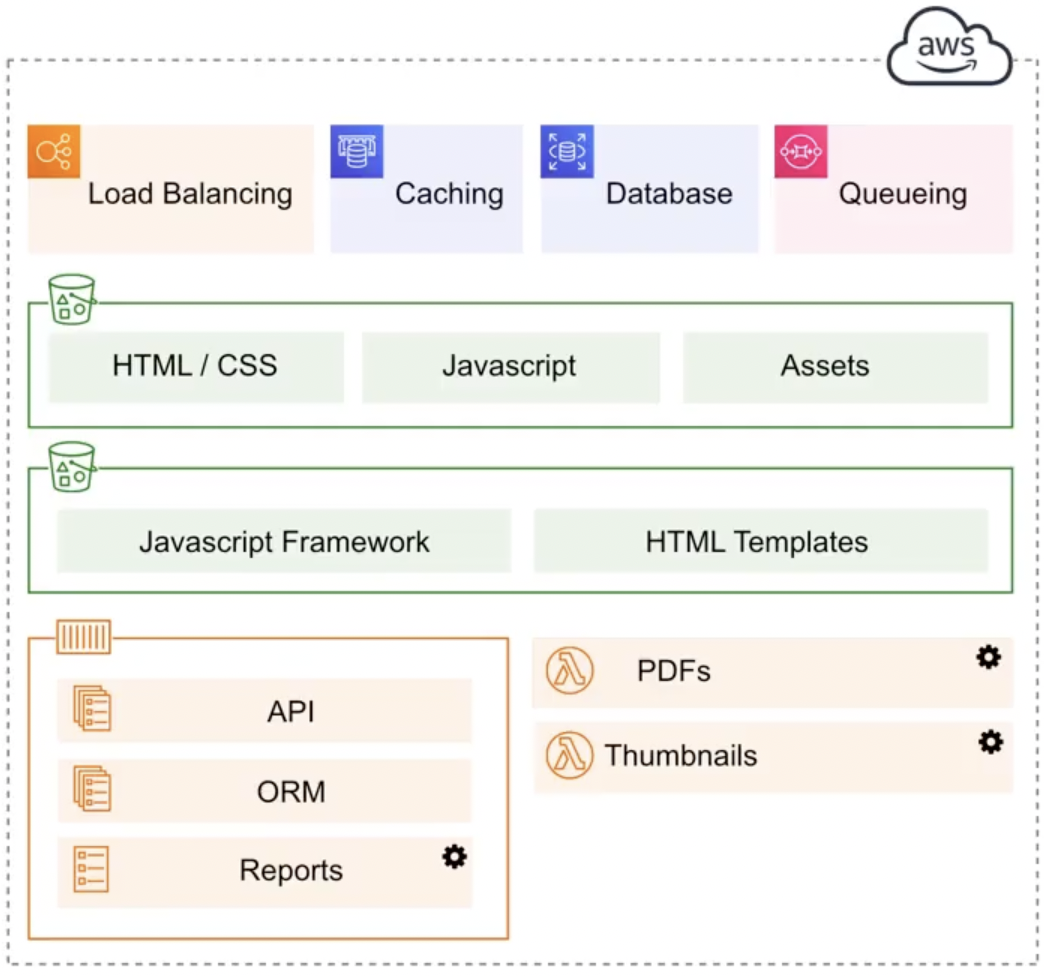 aws
Load Balancing
Caching
Database
Queueing
HTML / CSS
Javascript
Assets
Javascript Framework
HTML Templates
API
ORM
Reports
PDFs
Thumbnails